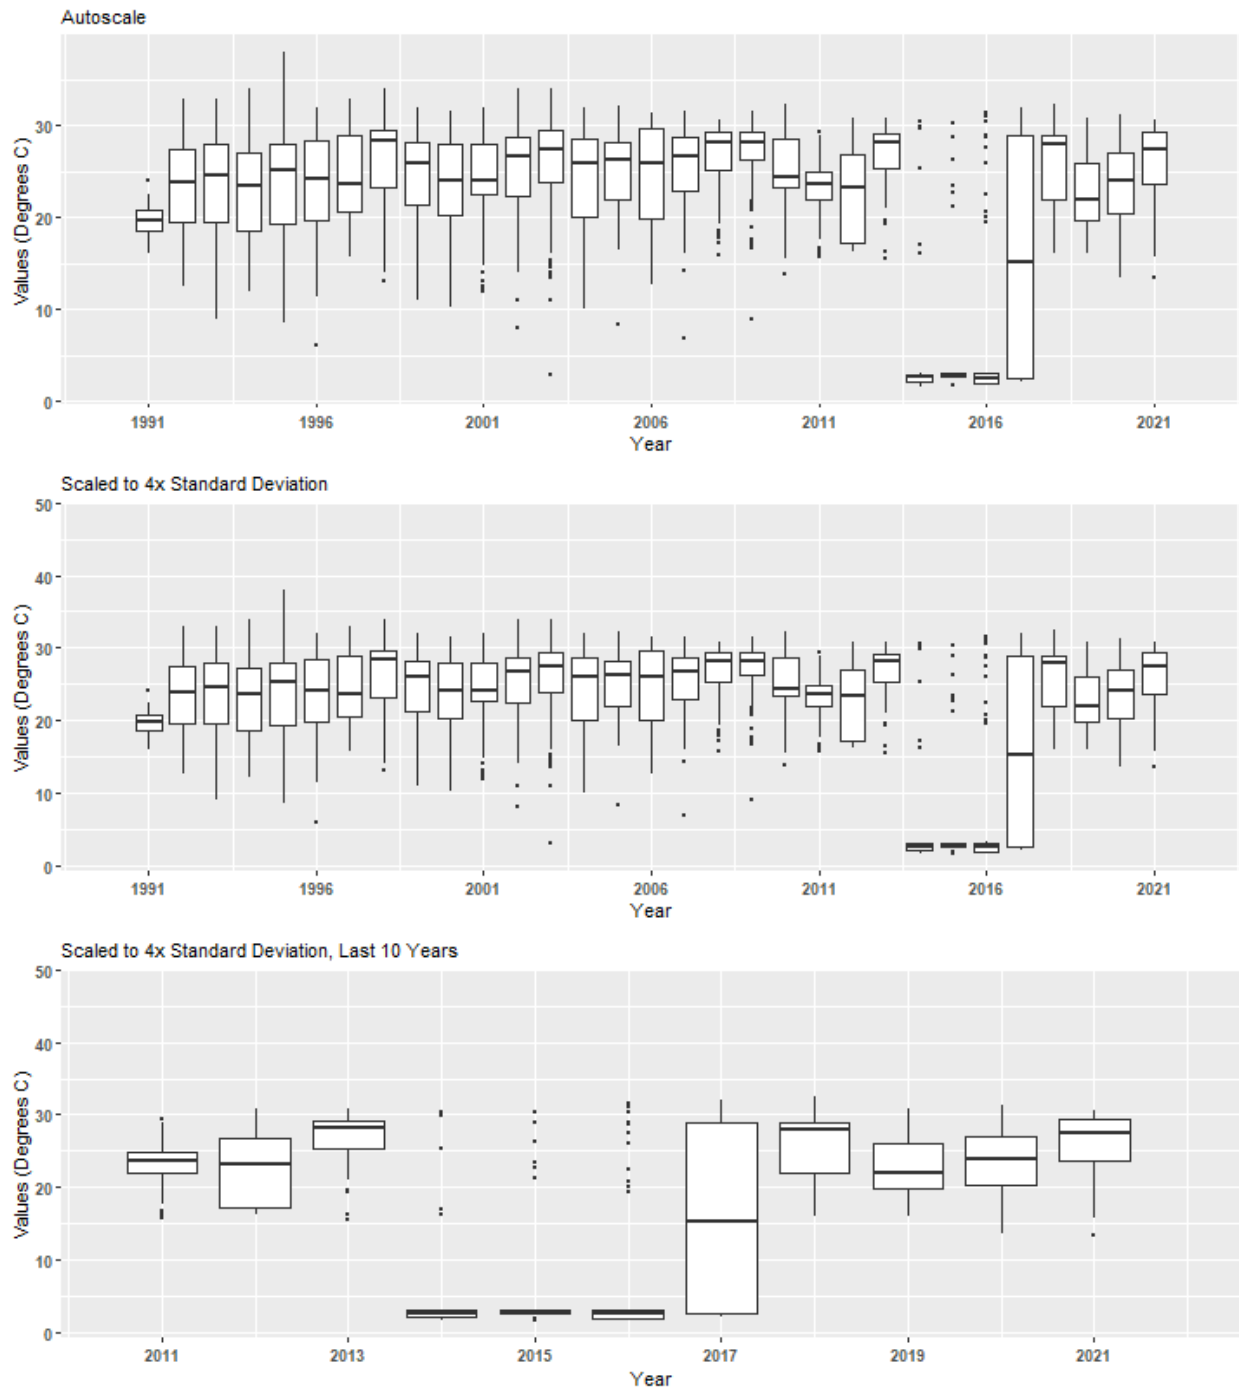 Autoscale
Values (Degrees C)
30
20
10
0
1991 1996 2001 2006 2011 2016 2021
Year
Scaled to 4x Standard Deviation
Values (Degrees C)
50
40
30
20
10
0
1991 1996 2001 2006 2011 2016 2021
Year
Scaled to 4x Standard Deviation, Last 10 Years
Values (Degrees C)
50
40
30
20
10
0
2011 2013 2015 2017 2019 2021
Year